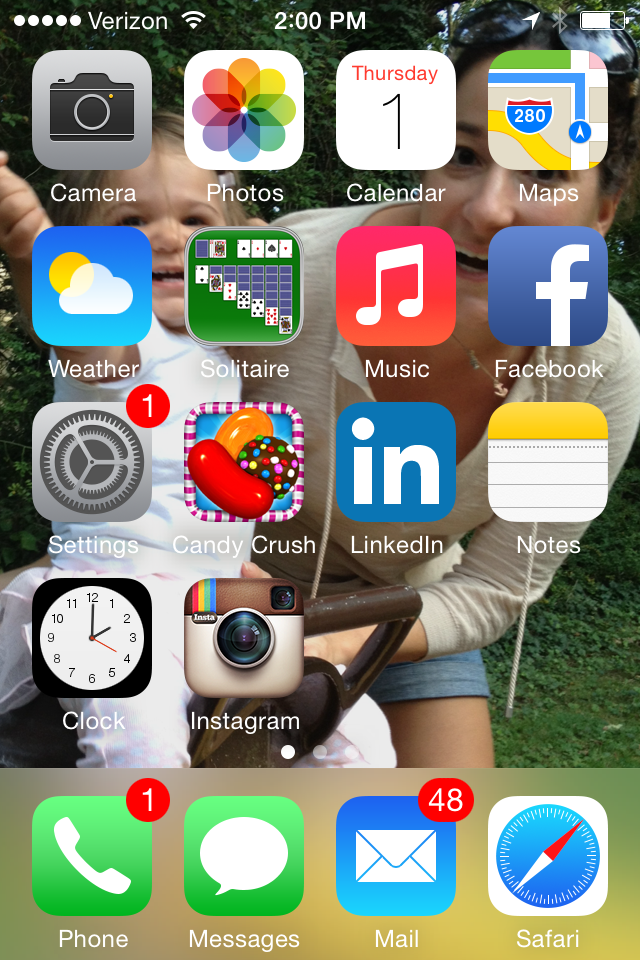 Verizon 2:00 PM
Thursday
1
280
Camera Photos Calendar Maps
Weather Solitaire Music Facebook
1
in
Settings Candy Crush LinkedIn Notes
12
11 1
10 2
9 3
8 4
7 5
6
Insta
Clock Instagram
1 48
Phone Messages Mail Safari